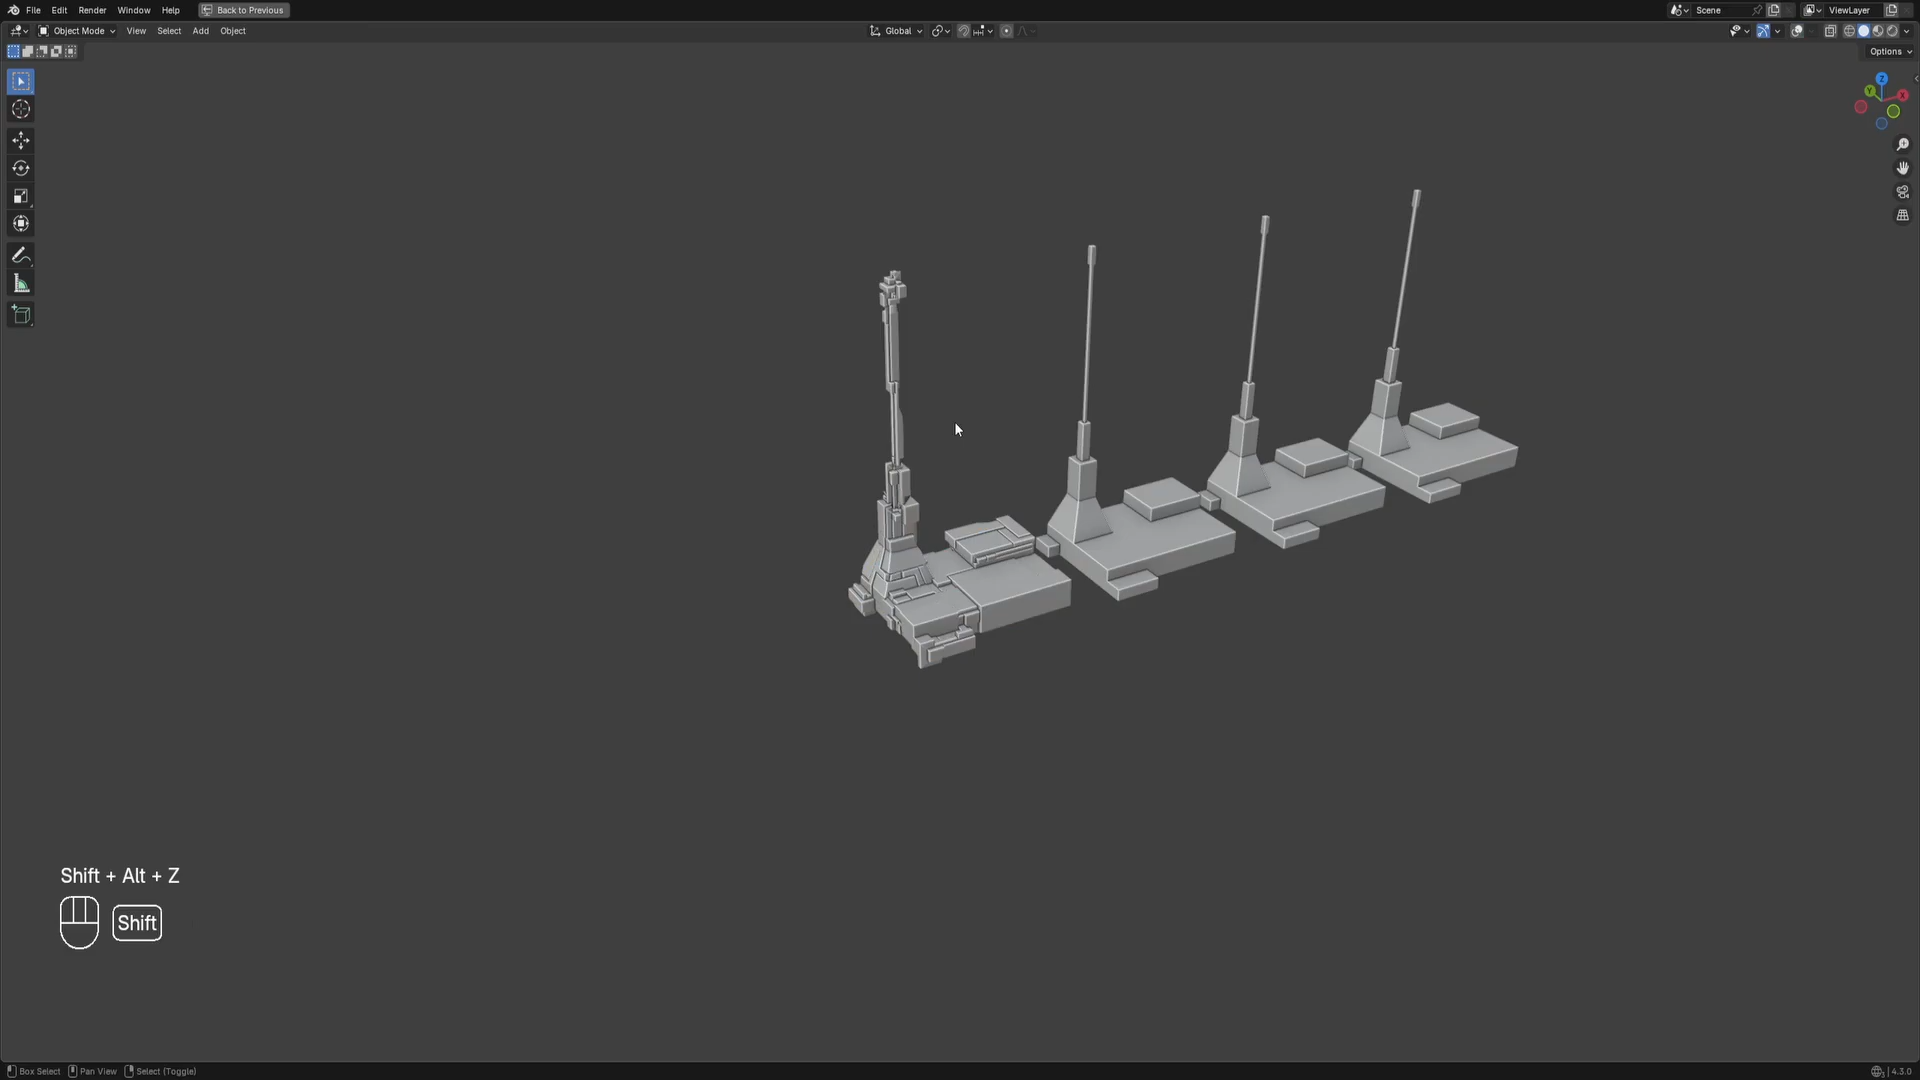 File Edit Render Window Help Back to Previous Scene ViewLayer
Object Mode View Select Add Object Global
Options
Z
Y X
Shift + Alt + Z
Shift
Box Select Pan View Select (Toggle) 4.3.0